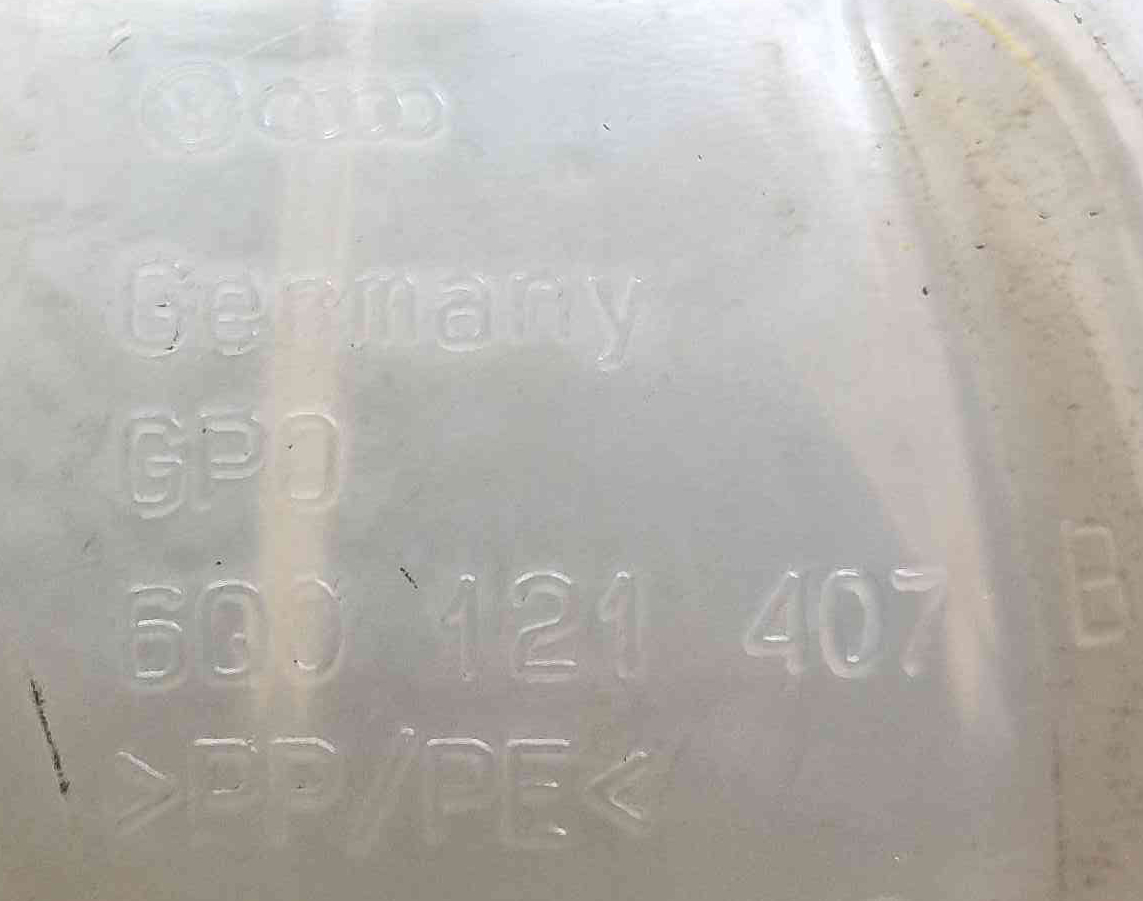 Germany
GPO
6Q0 121 407 B
>PP/PE<